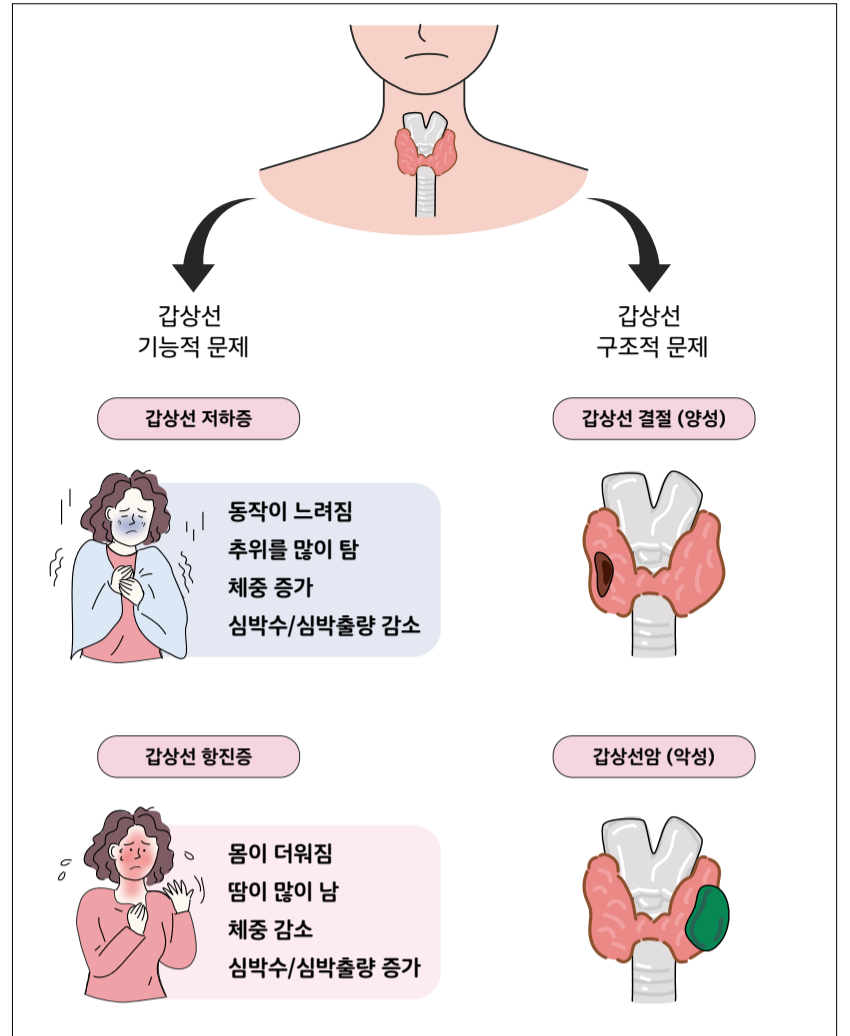 갑상선
기능적 문제
갑상선
구조적 문제
갑상선 저하증
갑상선 결절 (양성)
동작이 느려짐
추위를 많이 탐
체중 증가
심박수/심박출량 감소
갑상선 항진증
갑상선암 (악성)
몸이 더워짐
땀이 많이 남
체중 감소
심박수/심박출량 증가